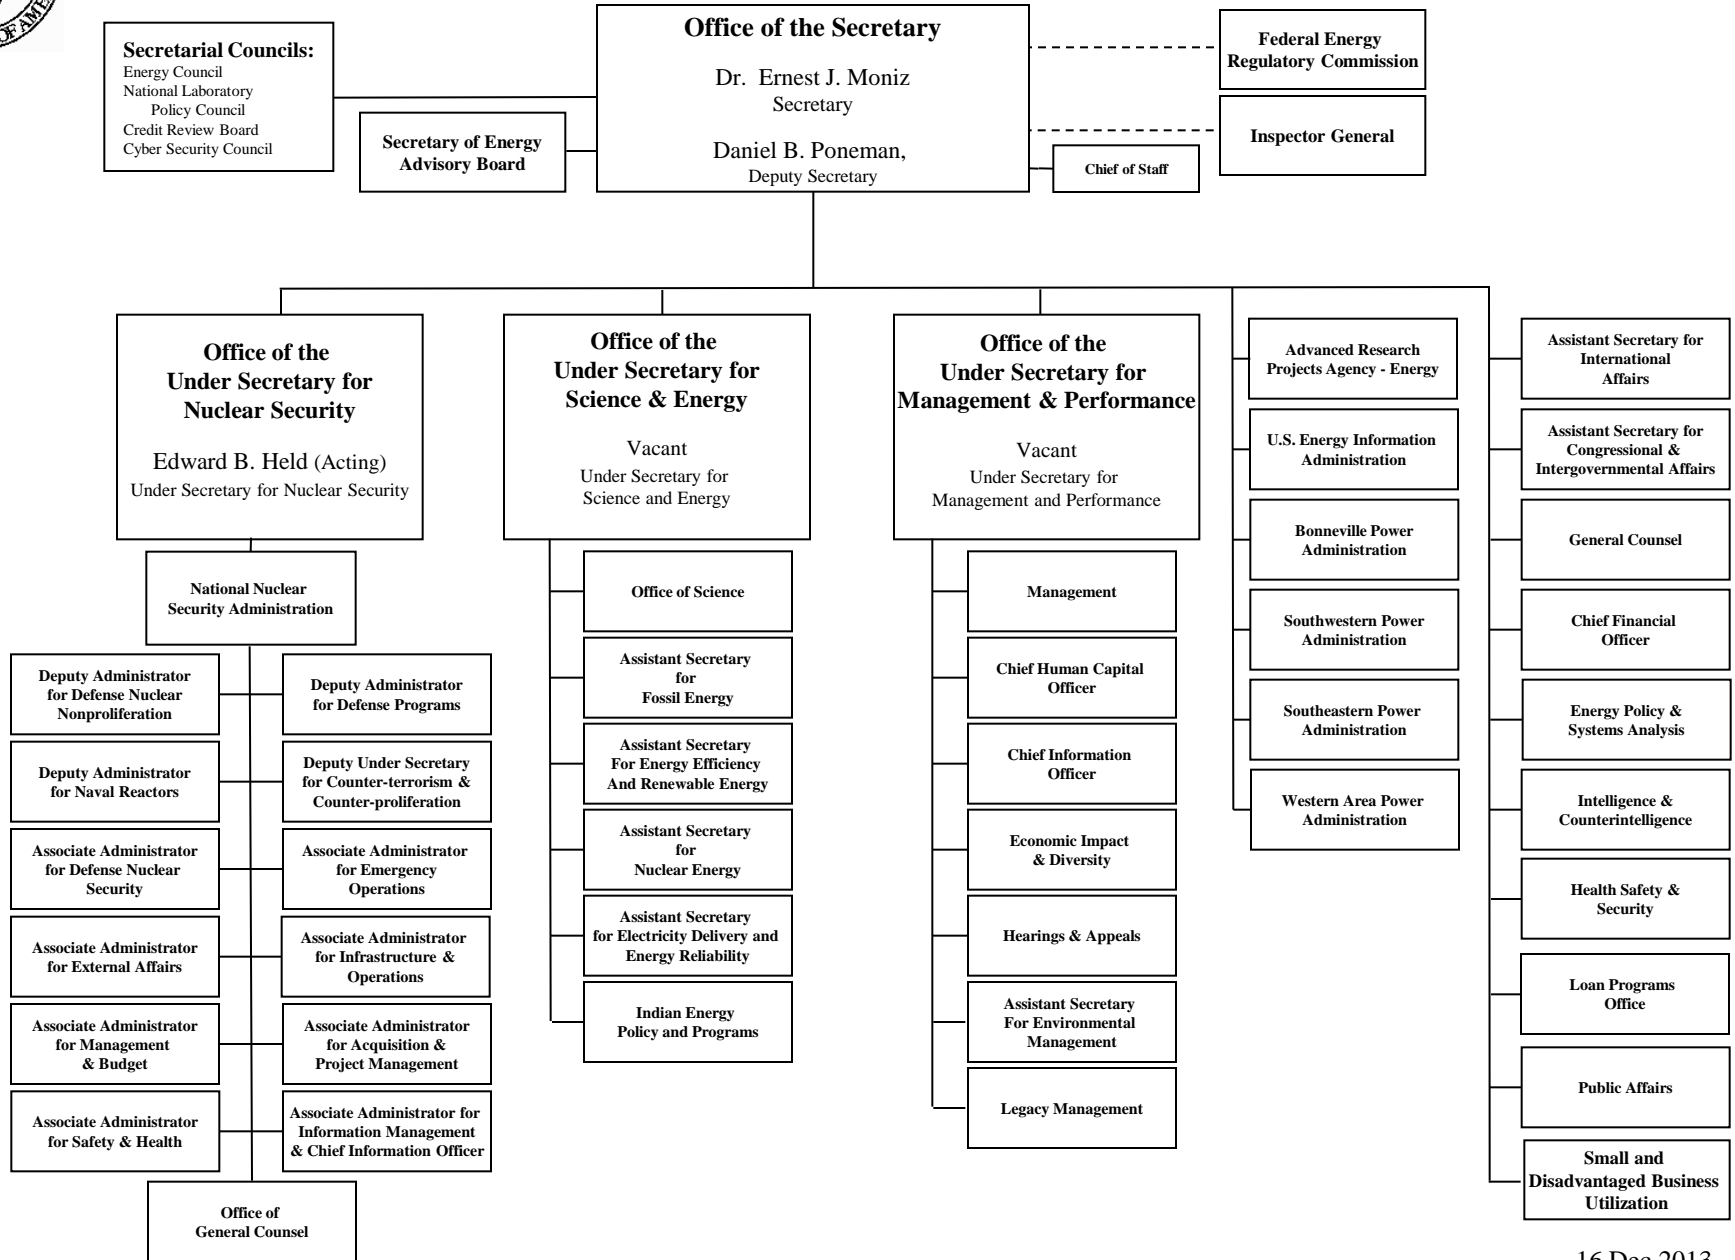 OF AME
Secretarial Councils:
Energy Council
National Laboratory
Policy Council
Credit Review Board
Cyber Security Council
Secretary of Energy
Advisory Board
Office of the Secretary
Dr. Ernest J. Moniz
Secretary
Daniel B. Poneman,
Deputy Secretary
Federal Energy
Regulatory Commission
Inspector General
Chief of Staff
Office of the
Under Secretary for
Nuclear Security
Edward B. Held (Acting)
Under Secretary for Nuclear Security
National Nuclear
Security Administration
Deputy Administrator
for Defense Nuclear
Nonproliferation
Deputy Administrator
for Defense Programs
Deputy Administrator
for Naval Reactors
Deputy Under Secretary
for Counter-terrorism &
Counter-proliferation
Associate Administrator
for Defense Nuclear
Security
Associate Administrator
for Emergency
Operations
Associate Administrator
for External Affairs
Associate Administrator
for Infrastructure &
Operations
Associate Administrator
for Management
& Budget
Associate Administrator
for Acquisition &
Project Management
Associate Administrator
for Safety & Health
Associate Administrator for
Information Management
& Chief Information Officer
Office of
General Counsel
Office of the
Under Secretary for
Science & Energy
Vacant
Under Secretary for
Science and Energy
Office of Science
Assistant Secretary
for
Fossil Energy
Assistant Secretary
For Energy Efficiency
And Renewable Energy
Assistant Secretary
for
Nuclear Energy
Assistant Secretary
for Electricity Delivery and
Energy Reliability
Indian Energy
Policy and Programs
Office of the
Under Secretary for
Management & Performance
Vacant
Under Secretary for
Management and Performance
Management
Chief Human Capital
Officer
Chief Information
Officer
Economic Impact
& Diversity
Hearings & Appeals
Assistant Secretary
For Environmental
Management
Legacy Management
Advanced Research
Projects Agency - Energy
U.S. Energy Information
Administration
Bonneville Power
Administration
Southwestern Power
Administration
Southeastern Power
Administration
Western Area Power
Administration
Assistant Secretary for
International
Affairs
Assistant Secretary for
Congressional &
Intergovernmental Affairs
General Counsel
Chief Financial
Officer
Energy Policy &
Systems Analysis
Intelligence &
Counterintelligence
Health Safety &
Security
Loan Programs
Office
Public Affairs
Small and
Disadvantaged Business
Utilization
16 Dec 2013